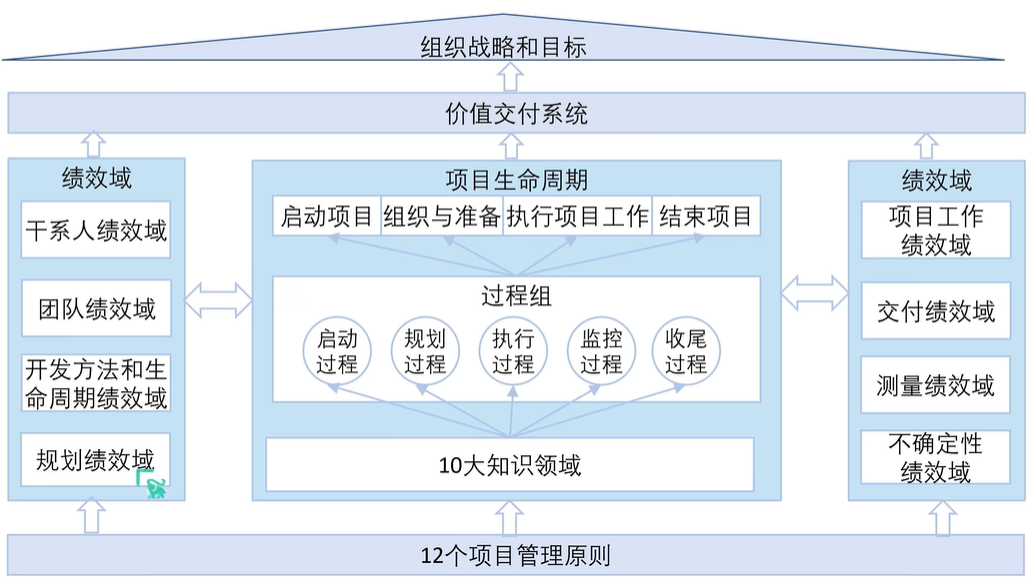 组织战略和目标
价值交付系统
绩效域
干系人绩效域
团队绩效域
开发方法和生
命周期绩效域
规划绩效域
项目生命周期
启动项目
组织与准备
执行项目工作
结束项目
过程组
启动
过程
规划
过程
执行
过程
监控
过程
收尾
过程
10大知识领域
绩效域
项目工作
绩效域
交付绩效域
测量绩效域
不确定性
绩效域
12个项目管理原则